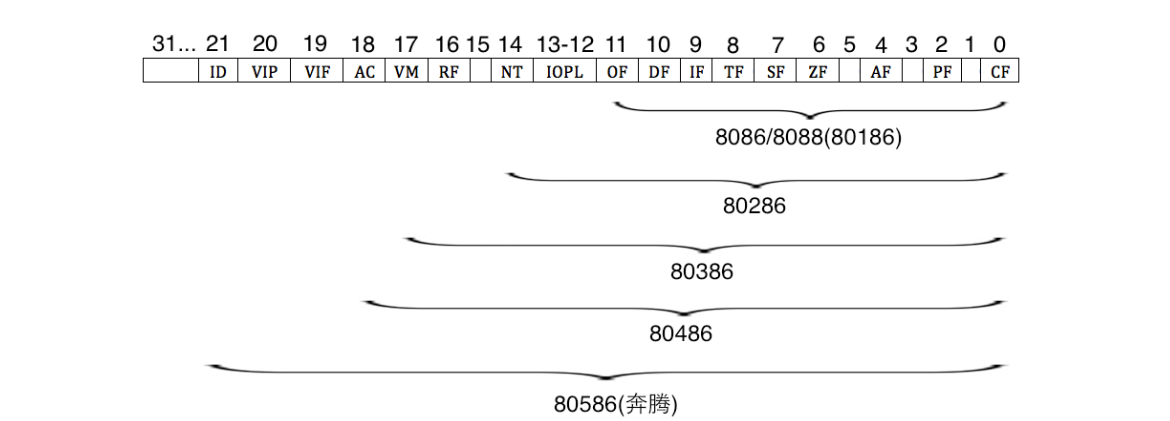 31... 21 20 19 18 17 16 15 14 13-12 11 10 9 8 7 6 5 4 3 2 1 0
ID VIP VIF AC VM RF NT IOPL OF DF IF TF SF ZF AF PF CF
8086/8088(80186)
80286
80386
80486
80586(奔腾)